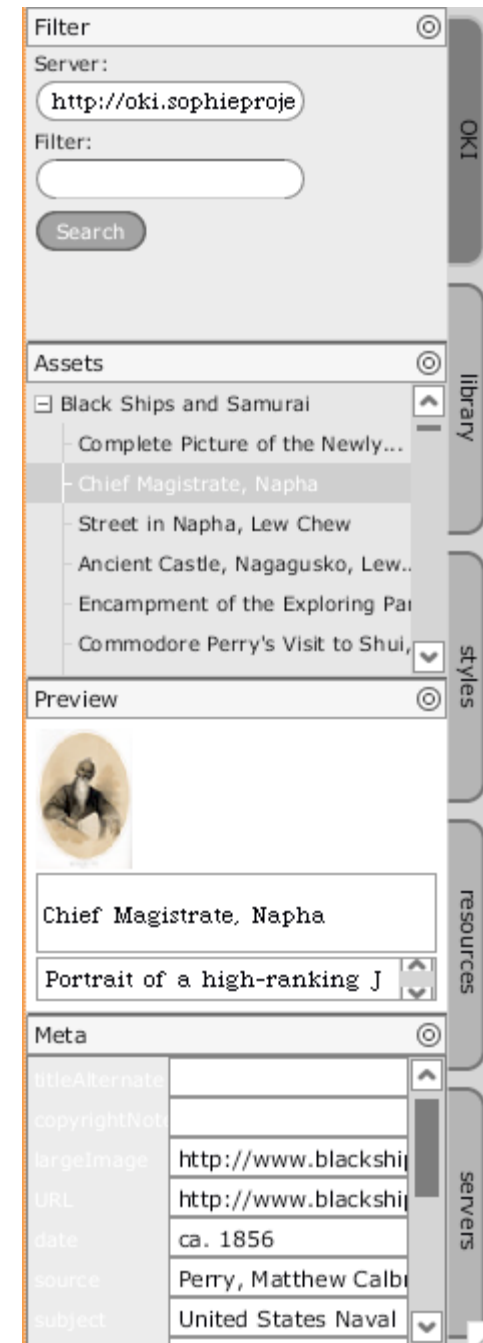 Filter
Server:
http://oki.sophieproje
Filter:
Search
Assets
Black Ships and Samurai
Complete Picture of the Newly...
Chief Magistrate, Napha
Street in Napha, Lew Chew
Ancient Castle, Nagagusko, Lew..
Encampment of the Exploring Par
Commodore Perry's Visit to Shui,
Preview
Chief Magistrate, Napha
Portrait of a high-ranking J
Meta
titleAlternate
copyrightNote
largeImage http://www.blackship
URL http://www.blackship
date ca. 1856
source Perry, Matthew Calbr
subject United States Naval
OKI
library
styles
resources
servers